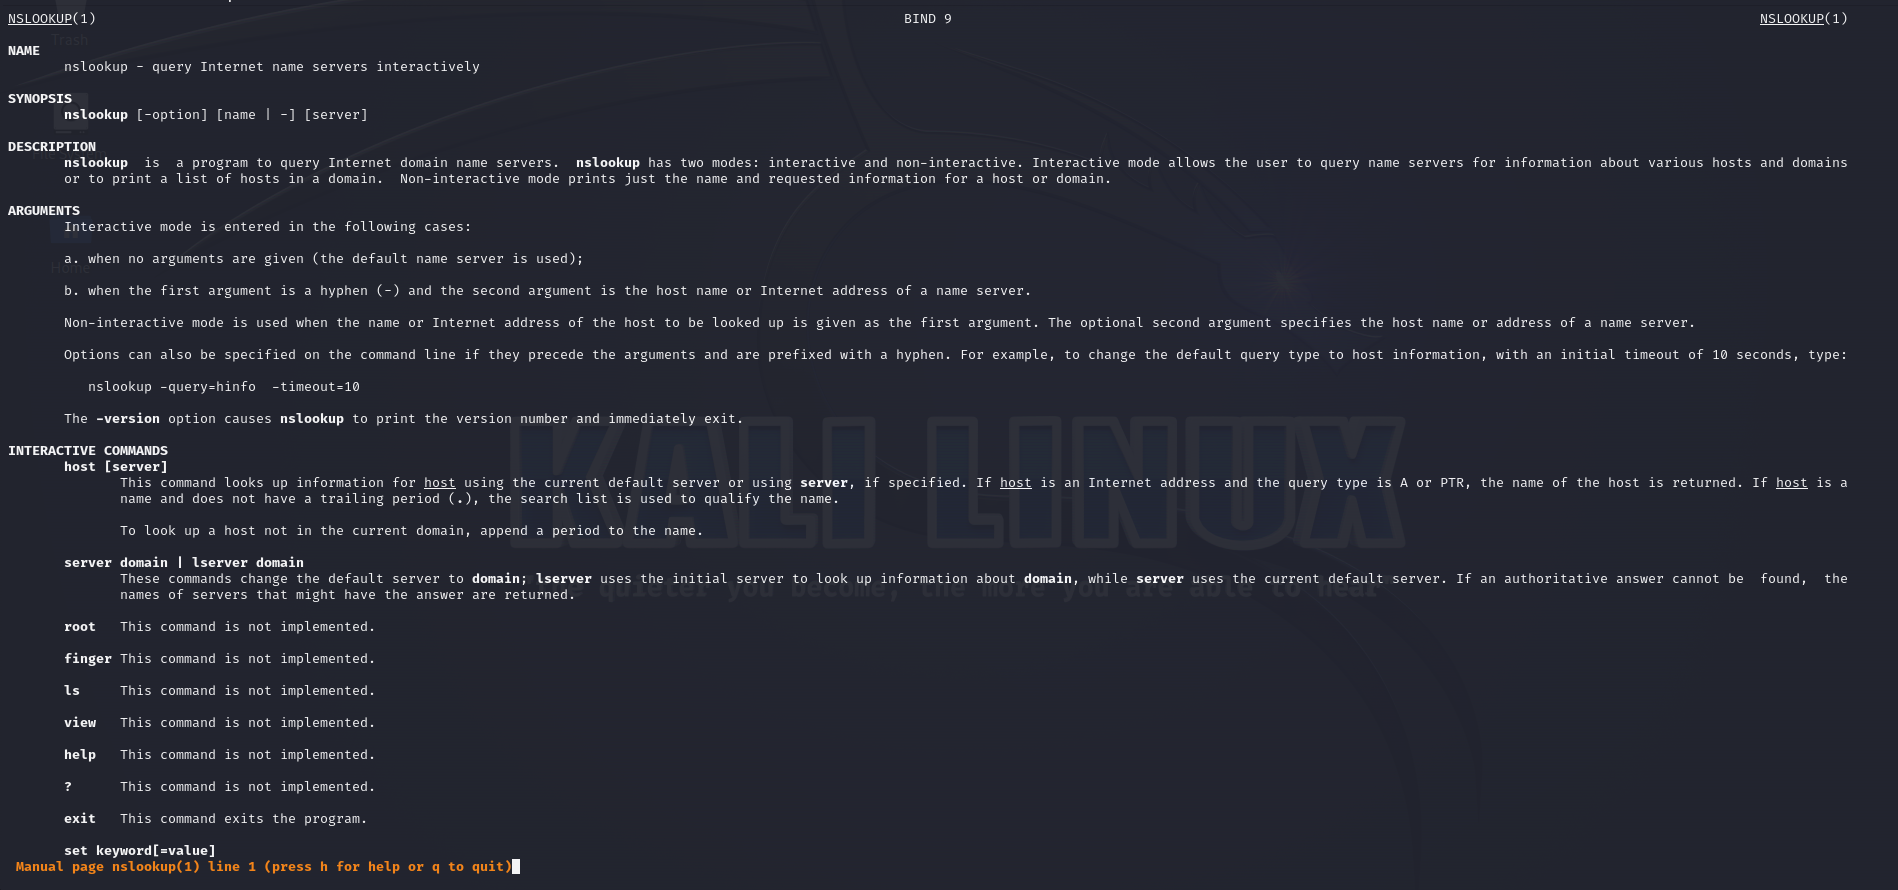 NSLOOKUP(1) BIND 9 NSLOOKUP(1)
Trash
NAME
nslookup - query Internet name servers interactively
SYNOPSIS
nslookup [-option] [name | -] [server]
DESCRIPTION
nslookup  is  a program to query Internet domain name servers.  nslookup has two modes: interactive and non-interactive. Interactive mode allows the user to query name servers for information about various hosts and domains
or to print a list of hosts in a domain.  Non-interactive mode prints just the name and requested information for a host or domain.
ARGUMENTS
Interactive mode is entered in the following cases:
a. when no arguments are given (the default name server is used);
Home
b. when the first argument is a hyphen (-) and the second argument is the host name or Internet address of a name server.
Non-interactive mode is used when the name or Internet address of the host to be looked up is given as the first argument. The optional second argument specifies the host name or address of a name server.
Options can also be specified on the command line if they precede the arguments and are prefixed with a hyphen. For example, to change the default query type to host information, with an initial timeout of 10 seconds, type:
nslookup -query=hinfo  -timeout=10
The -version option causes nslookup to print the version number and immediately exit.
KALI LINUX
INTERACTIVE COMMANDS
host [server]
This command looks up information for host using the current default server or using server, if specified. If host is an Internet address and the query type is A or PTR, the name of the host is returned. If host is a
name and does not have a trailing period (.), the search list is used to qualify the name.
To look up a host not in the current domain, append a period to the name.
server domain | lserver domain
These commands change the default server to domain; lserver uses the initial server to look up information about domain, while server uses the current default server. If an authoritative answer cannot be  found,  the
names of servers that might have the answer are returned.
quieter you become, the more you are able to hear"
root   This command is not implemented.
finger This command is not implemented.
ls     This command is not implemented.
view   This command is not implemented.
help   This command is not implemented.
?      This command is not implemented.
exit   This command exits the program.
set keyword[=value]
Manual page nslookup(1) line 1 (press h for help or q to quit)